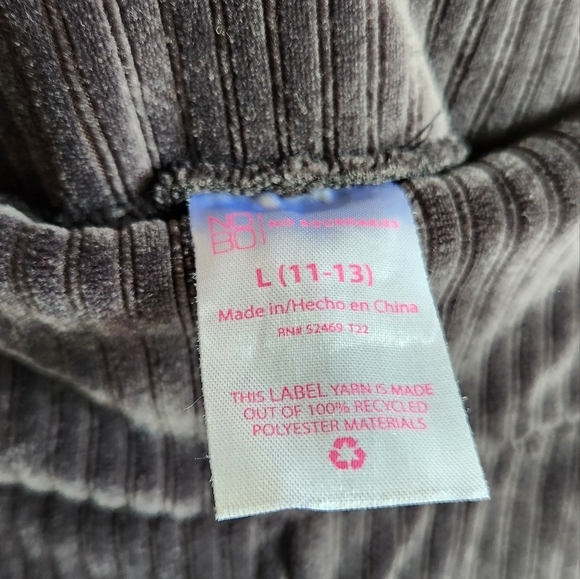 NO
BO
NO BOUNDARIES
L (11-13)
Made in/Hecho en China
RN# 52469-T22
THIS LABEL YARN IS MADE
OUT OF 100% RECYCLED
POLYESTER MATERIALS